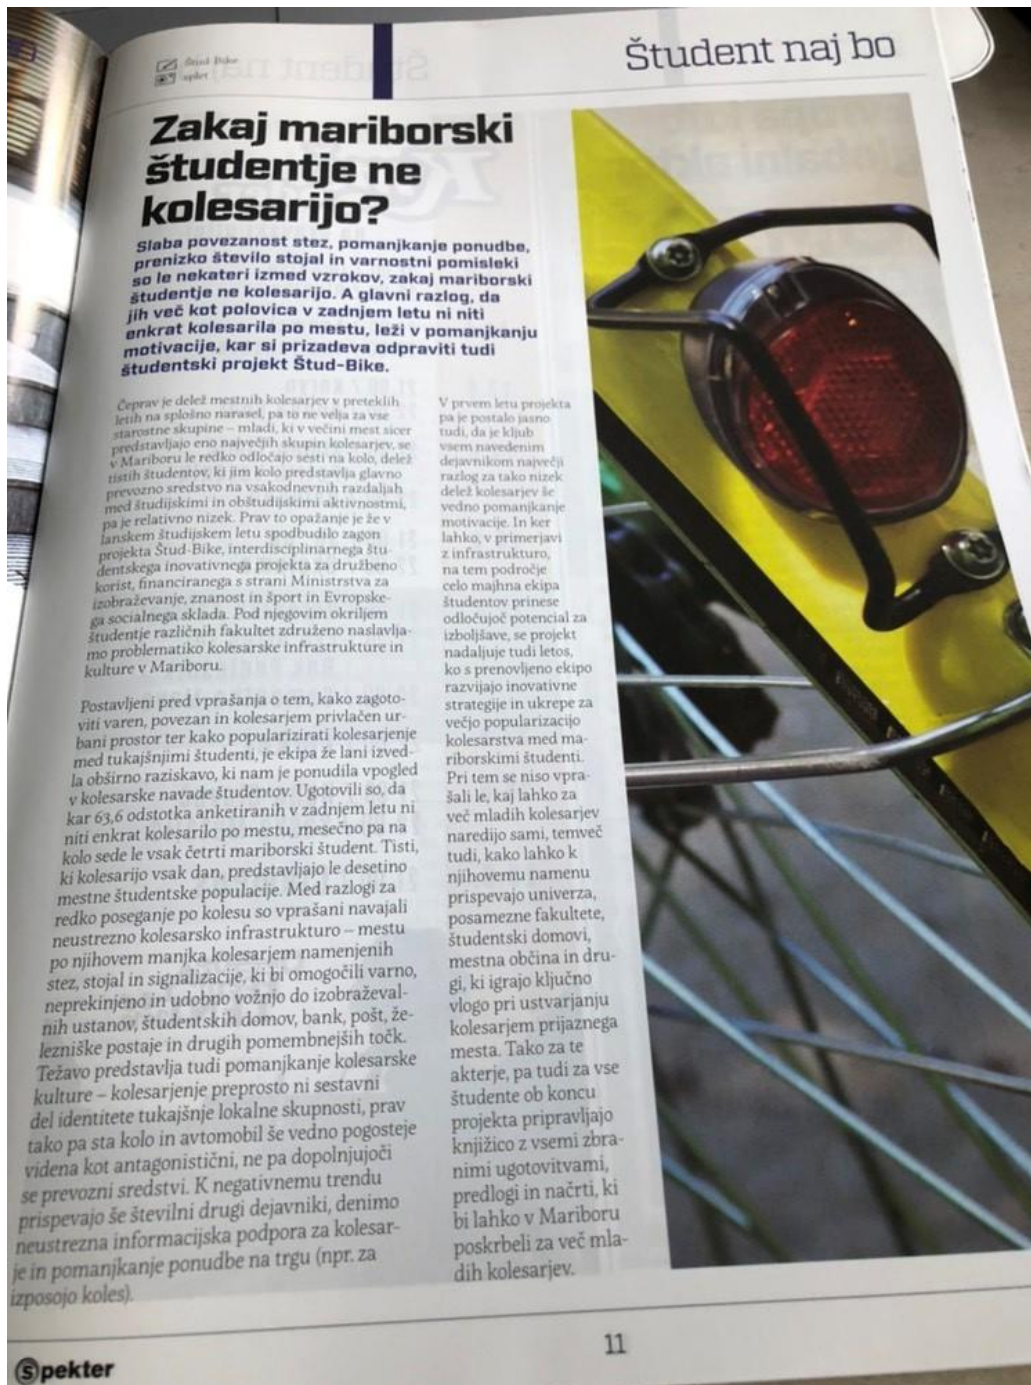 Štud-Bike
splet
Študent naj bo
Zakaj mariborski
študentje ne
kolesarijo?
Slaba povezanost stez, pomanjkanje ponudbe,
prenizko število stojal in varnostni pomisleki
so le nekateri izmed vzrokov, zakaj mariborski
študentje ne kolesarijo. A glavni razlog, da
jih več kot polovica v zadnjem letu ni niti
enkrat kolesarila po mestu, leži v pomanjkanju
motivacije, kar si prizadeva odpraviti tudi
študentski projekt Štud-Bike.
Čeprav je delež mestnih kolesarjev v preteklih
letih na splošno narasel, pa to ne velja za vse
starostne skupine – mladi, ki v večini mest sicer
predstavljajo eno največjih skupin kolesarjev, se
v Mariboru le redko odločajo sesti na kolo, delež
tistih študentov, ki jim kolo predstavlja glavno
prevozno sredstvo na vsakodnevnih razdaljah
med študijskimi in obštudijskimi aktivnostmi,
pa je relativno nizek. Prav to opažanje je že v
lanskem študijskem letu spodbudilo zagon
projekta Štud-Bike, interdisciplinarnega štu-
dentskega inovativnega projekta za družbeno
korist, financiranega s strani Ministrstva za
izobraževanje, znanost in šport in Evropske-
ga socialnega sklada. Pod njegovim okriljem
študentje različnih fakultet združeno naslavlja-
mo problematiko kolesarske infrastrukture in
kulture v Mariboru.
Postavljeni pred vprašanja o tem, kako zagoto-
viti varen, povezan in kolesarjem privlačen ur-
bani prostor ter kako popularizirati kolesarjenje
med tukajšnjimi študenti, je ekipa že lani izved-
la obširno raziskavo, ki nam je ponudila vpogled
v kolesarske navade študentov. Ugotovili so, da
kar 63,6 odstotka anketiranih v zadnjem letu ni
niti enkrat kolesarilo po mestu, mesečno pa na
kolo sede le vsak četrti mariborski študent. Tisti,
ki kolesarijo vsak dan, predstavljajo le desetino
mestne študentske populacije. Med razlogi za
redko poseganje po kolesu so vprašani navajali
neustrezno kolesarsko infrastrukturo – mestu
po njihovem manjka kolesarjem namenjenih
stez, stojal in signalizacije, ki bi omogočili varno,
neprekinjeno in udobno vožnjo do izobraževal-
nih ustanov, študentskih domov, bank, pošt, že-
lezniške postaje in drugih pomembnejših točk.
Težavo predstavlja tudi pomanjkanje kolesarske
kulture – kolesarjenje preprosto ni sestavni
del identitete tukajšnje lokalne skupnosti, prav
tako pa sta kolo in avtomobil še vedno pogosteje
videna kot antagonistični, ne pa dopolnjujoči
se prevozni sredstvi. K negativnemu trendu
prispevajo še številni drugi dejavniki, denimo
neustrezna informacijska podpora za kolesar-
je in pomanjkanje ponudbe na trgu (npr. za
izposojo koles).
V prvem letu projekta
pa je postalo jasno
tudi, da je kljub
vsem navedenim
dejavnikom največji
razlog za tako nizek
delež kolesarjev še
vedno pomanjkanje
motivacije. In ker
lahko, v primerjavi
z infrastrukturo,
na tem področje
celo majhna ekipa
študentov prinese
odločujoč potencial za
izboljšave, se projekt
nadaljuje tudi letos,
ko s prenovljeno ekipo
razvijajo inovativne
strategije in ukrepe za
večjo popularizacijo
kolesarstva med ma-
riborskimi študenti.
Pri tem se niso vpra-
šali le, kaj lahko za
več mladih kolesarjev
naredijo sami, temveč
tudi, kako lahko k
njihovemu namenu
prispevajo univerza,
posamezne fakultete,
študentski domovi,
mestna občina in dru-
gi, ki igrajo ključno
vlogo pri ustvarjanju
kolesarjem prijaznega
mesta. Tako za te
akterje, pa tudi za vse
študente ob koncu
projekta pripravljajo
knjižico z vsemi zbra-
nimi ugotovitvami,
predlogi in načrti, ki
bi lahko v Mariboru
poskrbeli za več mla-
dih kolesarjev.
11
spekter